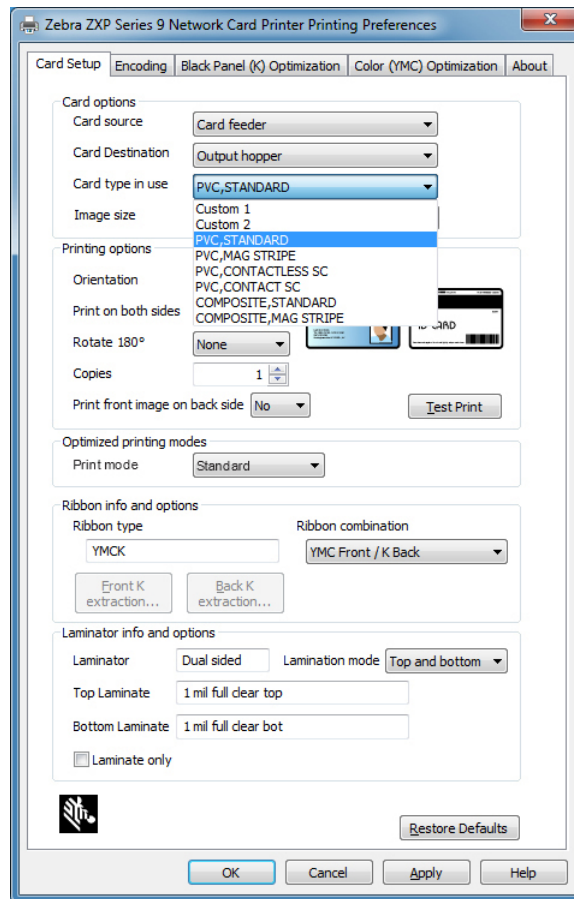 Zebra ZXP Series 9 Network Card Printer Printing Preferences
Card Setup Encoding Black Panel (K) Optimization Color (YMC) Optimization About
Card options
Card source Card feeder
Card Destination Output hopper
Card type in use PVC,STANDARD
Image size
Custom 1
Custom 2
PVC,STANDARD
PVC,MAG STRIPE
PVC,CONTACTLESS SC
PVC,CONTACT SC
COMPOSITE,STANDARD
COMPOSITE,MAG STRIPE
Printing options
Orientation
Print on both sides
Rotate 180° None
Copies 1
Print front image on back side No
Test Print
Optimized printing modes
Print mode Standard
Ribbon info and options
Ribbon type Ribbon combination
YMCK YMC Front / K Back
Front K extraction...
Back K extraction...
Laminator info and options
Laminator Dual sided Lamination mode Top and bottom
Top Laminate 1 mil full clear top
Bottom Laminate 1 mil full clear bot
Laminate only
Restore Defaults
OK Cancel Apply Help